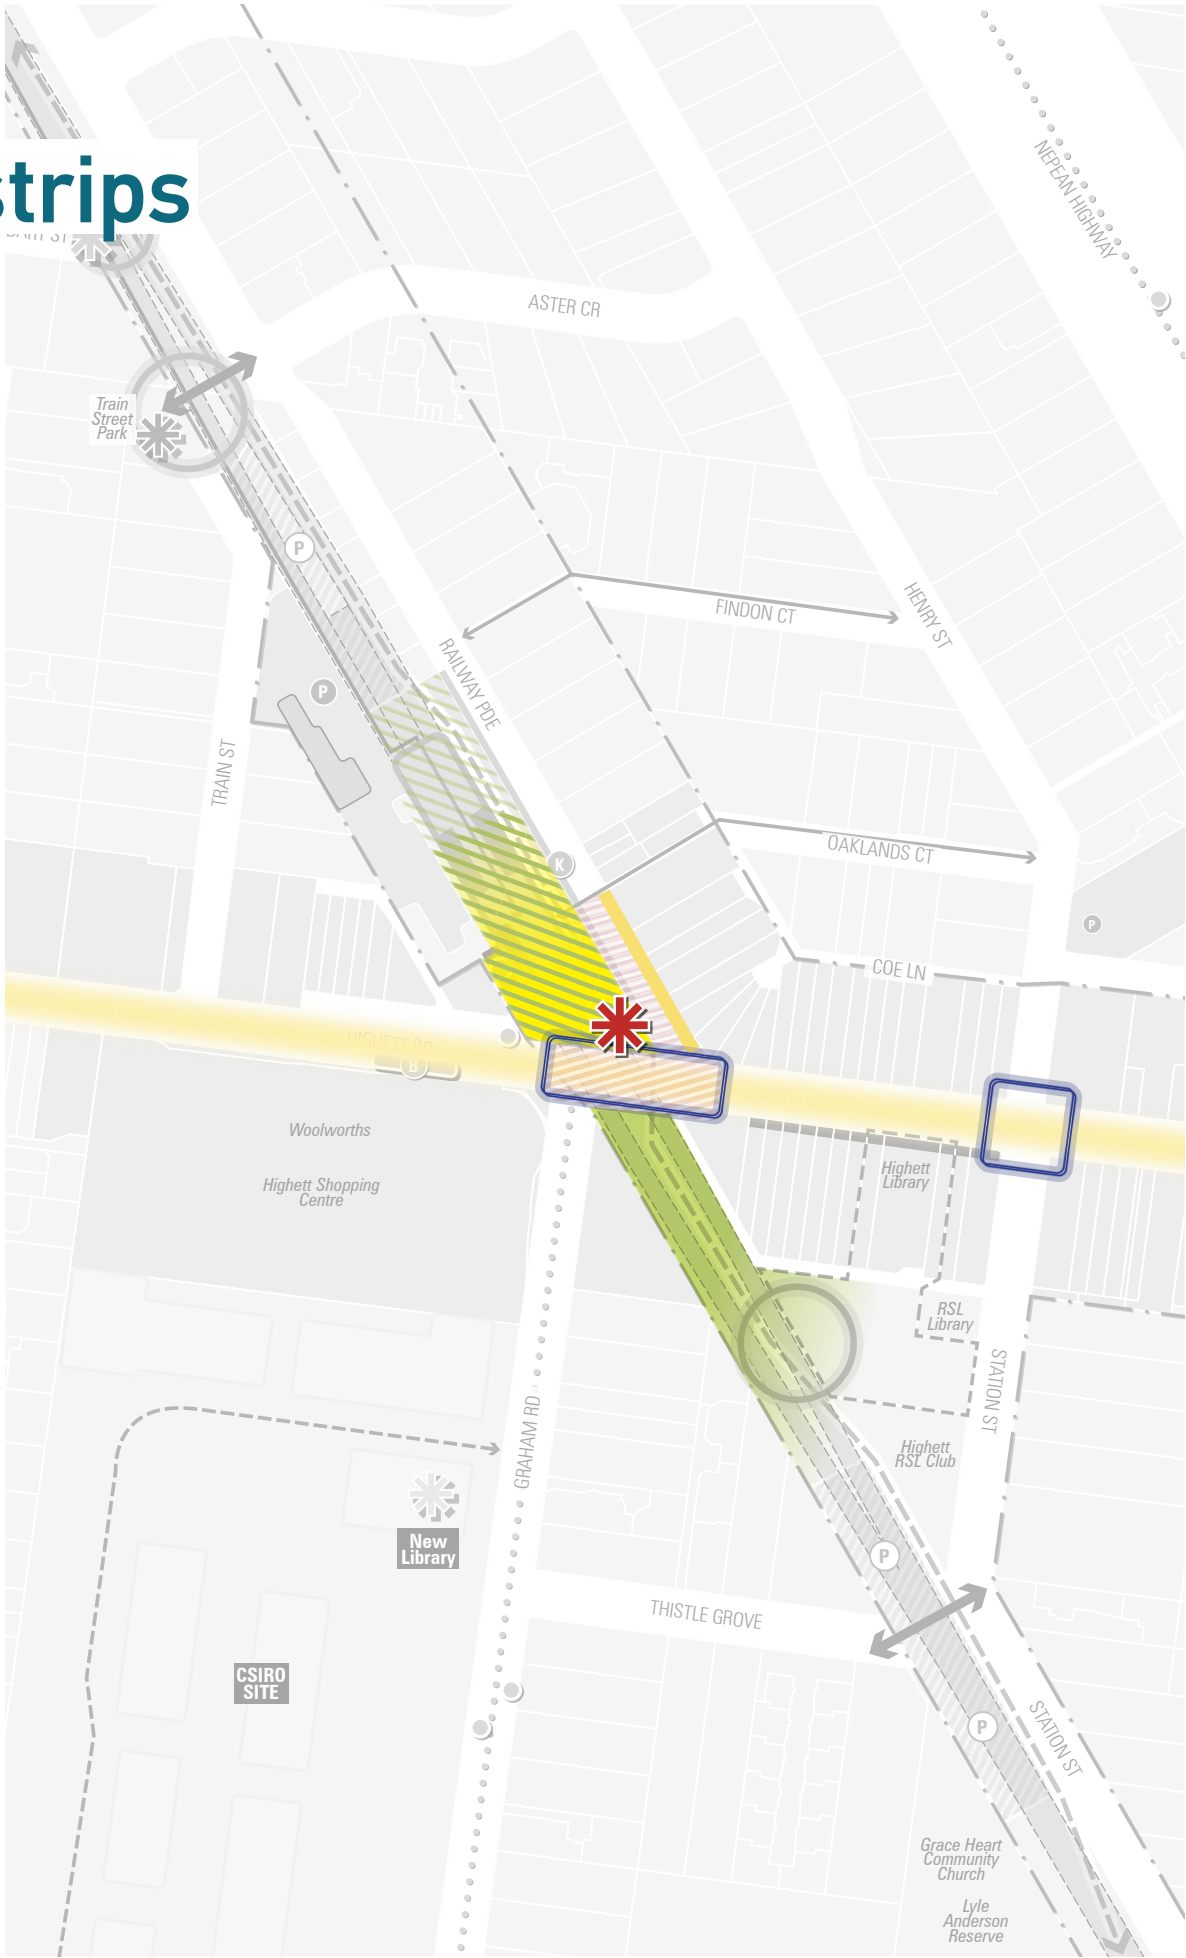 strips
NEPEAN HIGHWAY
ASTER CR
Train
Street
Park
P
FINDON CT
HENRY ST
RAILWAY PDE
P
TRAIN ST
OAKLANDS CT
K
P
COE LN
HIGHETT RD
B
Woolworths
Highett Shopping
Centre
Highett
Library
RSL
Library
STATION ST
GRAHAM RD
Highett
RSL Club
New
Library
P
THISTLE GROVE
CSIRO
SITE
P
STATION ST
Grace Heart
Community
Church
Lyle
Anderson
Reserve